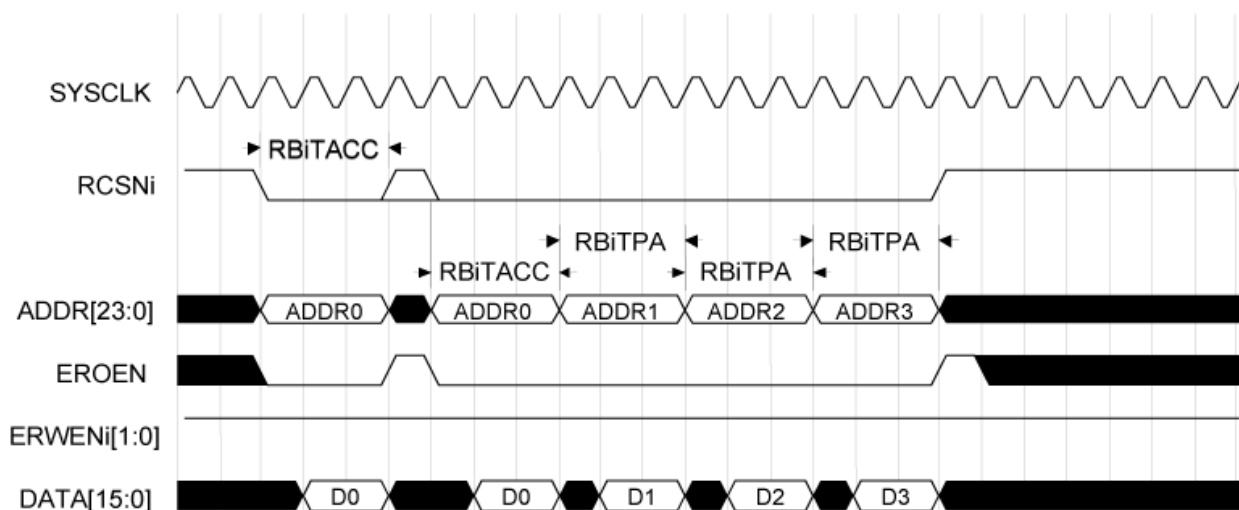 SYSCLK
RBiTACC
RCSNi
RBiTPA RBiTPA
RBiTACC RBiTPA
ADDR[23:0] ADDR0 ADDR0 ADDR1 ADDR2 ADDR3
EROEN
ERWENi[1:0]
DATA[15:0] D0 D0 D1 D2 D3